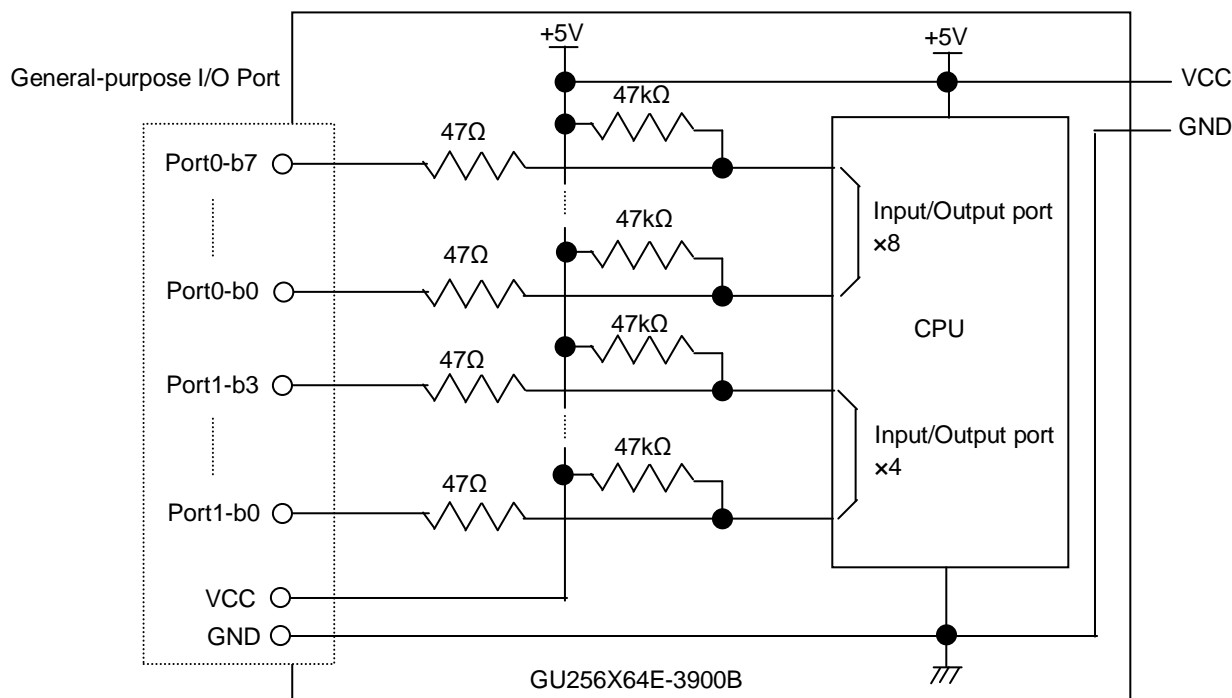 +5V
+5V
General-purpose I/O Port
VCC
47kΩ
GND
47Ω
Port0-b7
Input/Output port
×8
47kΩ
47Ω
Port0-b0
47kΩ
CPU
47Ω
Port1-b3
Input/Output port
×4
47kΩ
47Ω
Port1-b0
VCC
GND
GU256X64E-3900B